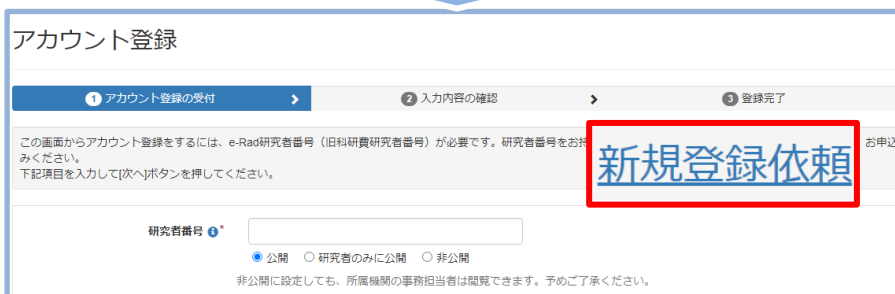 アカウント登録
1 アカウント登録の受付 > 2 入力内容の確認 > 3 登録完了
この画面からアカウント登録をするには、e-Rad研究者番号（旧科研費研究者番号）が必要です。研究者番号をお持 新規登録依頼 お申込
みください。
下記項目を入力して[次へ]ボタンを押してください。
研究者番号 *
公開 研究者のみに公開 非公開
非公開に設定しても、所属機関の事務担当者は閲覧できます。予めご了承ください。